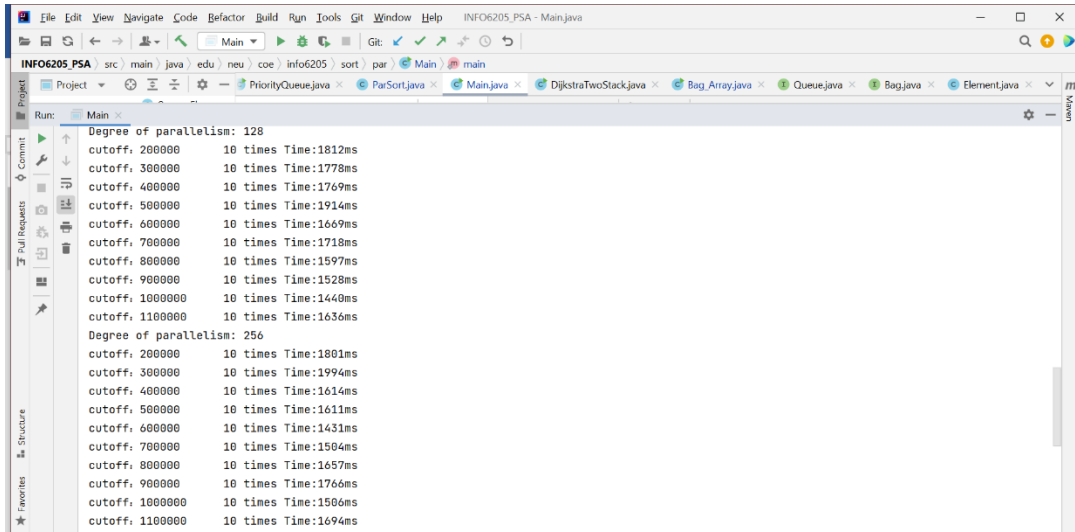 File Edit View Navigate Code Refactor Build Run Tools Git Window Help INFO6205_PSA - Main.java
Main Git:
INFO6205_PSA src main java edu neu coe info6205 sort par Main main
Project PriorityQueue.java ParSort.java Main.java DijkstraTwoStack.java Bag_Array.java Queue.java Bag.java Element.java
Run: Main
Degree of parallelism: 128
cutoff：200000 10 times Time:1812ms
cutoff：300000 10 times Time:1778ms
cutoff：400000 10 times Time:1769ms
cutoff：500000 10 times Time:1914ms
cutoff：600000 10 times Time:1669ms
cutoff：700000 10 times Time:1718ms
cutoff：800000 10 times Time:1597ms
cutoff：900000 10 times Time:1528ms
cutoff：1000000 10 times Time:1440ms
cutoff：1100000 10 times Time:1636ms
Degree of parallelism: 256
cutoff：200000 10 times Time:1801ms
cutoff：300000 10 times Time:1994ms
cutoff：400000 10 times Time:1614ms
cutoff：500000 10 times Time:1611ms
cutoff：600000 10 times Time:1431ms
cutoff：700000 10 times Time:1504ms
cutoff：800000 10 times Time:1657ms
cutoff：900000 10 times Time:1766ms
cutoff：1000000 10 times Time:1506ms
cutoff：1100000 10 times Time:1694ms
Project
Commit
Pull Requests
Structure
Favorites
Maven